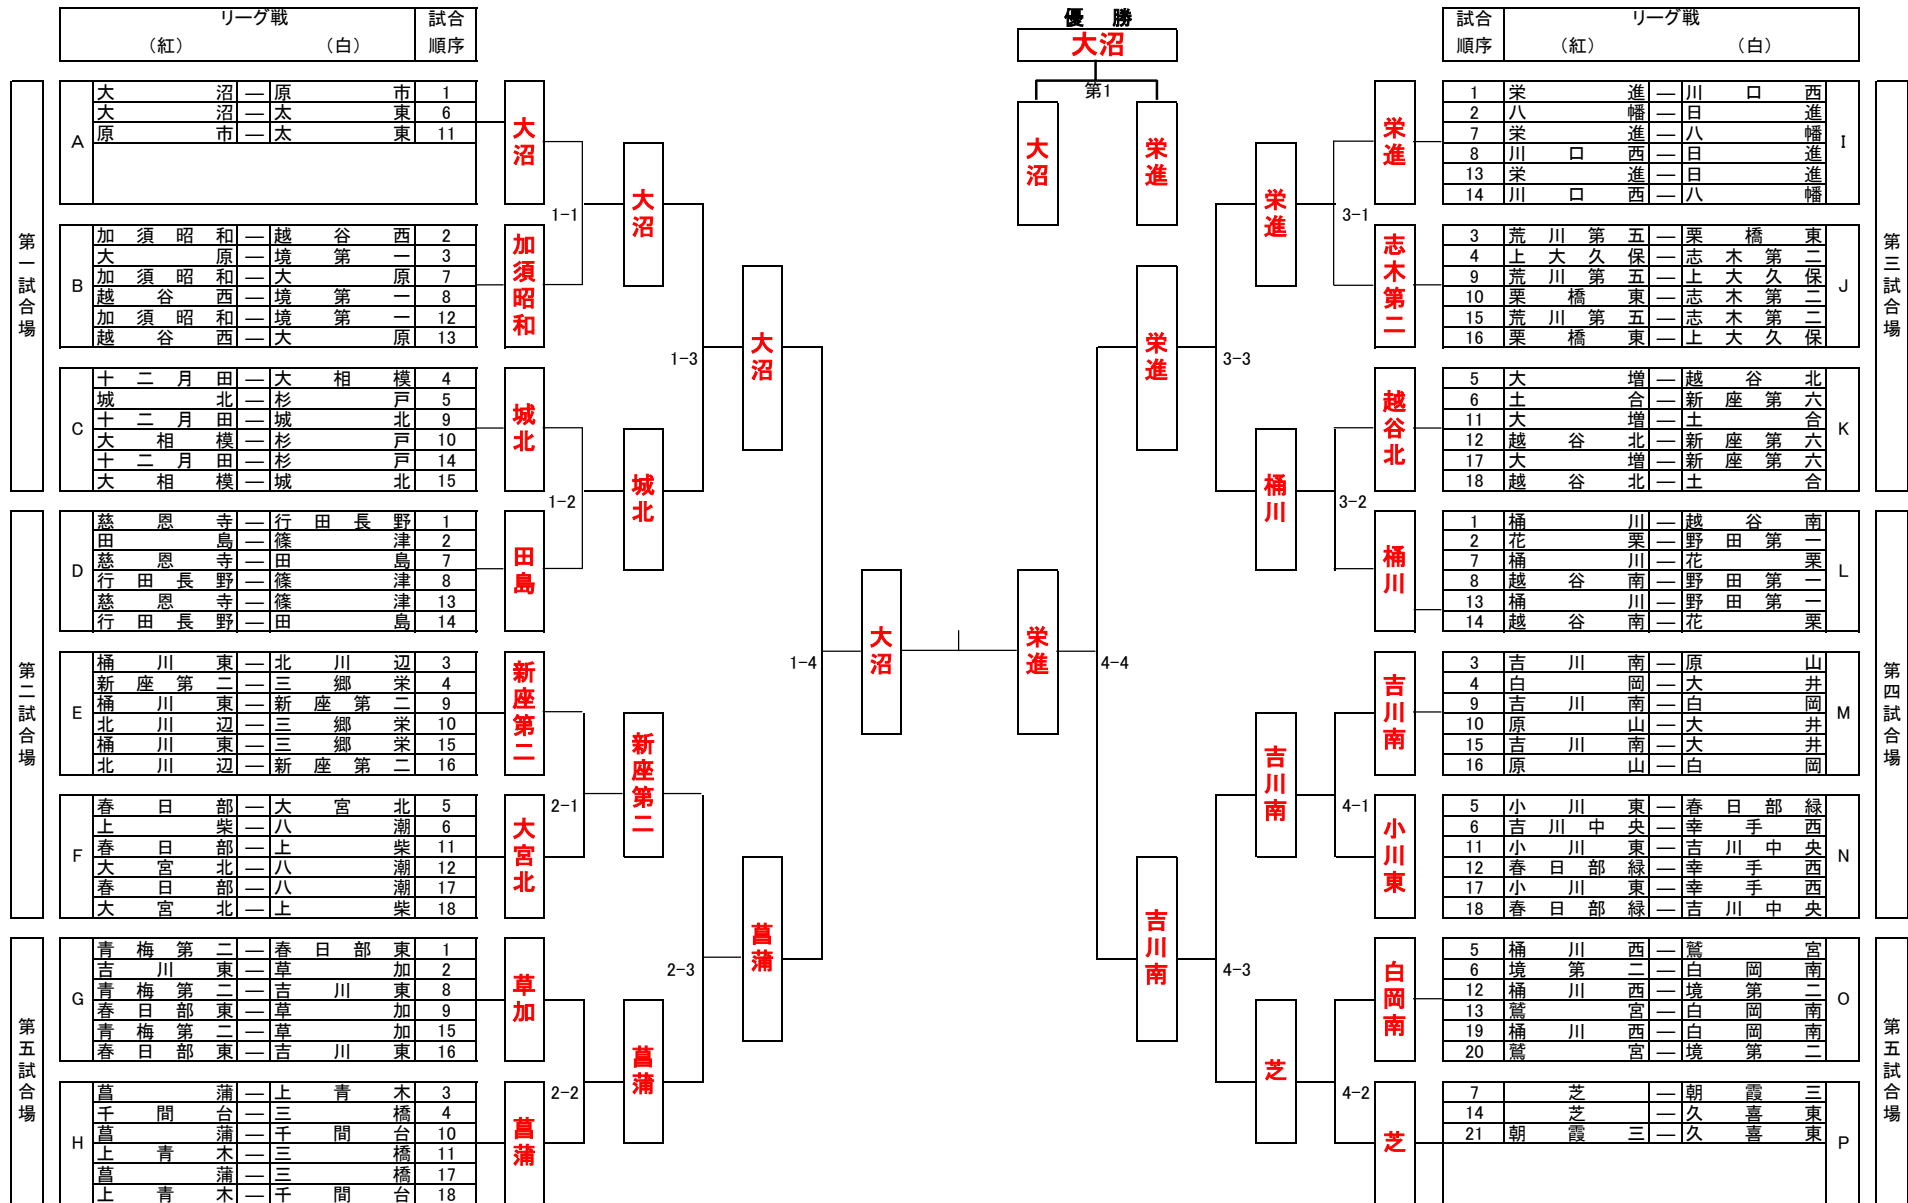 リーグ戦 試合
（紅） （白） 順序
優勝
大沼
第1
大沼 栄進
試合 リーグ戦
順序 （紅） （白）
第一試合場
A
大沼 ― 原市 1
大沼 ― 太東 6
原市 ― 太東 11
大沼
B
加須昭和 ― 越谷西 2
大原 ― 境第一 3
加須昭和 ― 大原 7
越谷西 ― 境第一 8
加須昭和 ― 境第一 12
越谷西 ― 大原 13
加須昭和
C
十二月田 ― 大相模 4
城北 ― 杉戸 5
十二月田 ― 城北 9
大相模 ― 杉戸 10
十二月田 ― 杉戸 14
大相模 ― 城北 15
城北
第二試合場
D
慈恩寺 ― 行田長野 1
田島 ― 篠津 2
慈恩寺 ― 田島 7
行田長野 ― 篠津 8
慈恩寺 ― 篠津 13
行田長野 ― 田島 14
田島
E
桶川東 ― 北川辺 3
新座第二 ― 三郷栄 4
桶川東 ― 新座第二 9
北川辺 ― 三郷栄 10
桶川東 ― 三郷栄 15
北川辺 ― 新座第二 16
新座第二
F
春日部 ― 大宮北 5
上柴 ― 八潮 6
春日部 ― 上柴 11
大宮北 ― 八潮 12
春日部 ― 八潮 17
大宮北 ― 上柴 18
大宮北
第五試合場
G
青梅第二 ― 春日部東 1
吉川東 ― 草加 2
青梅第二 ― 吉川東 8
春日部東 ― 草加 9
青梅第二 ― 草加 15
春日部東 ― 吉川東 16
草加
H
菖蒲 ― 上青木 3
千間台 ― 三橋 4
菖蒲 ― 千間台 10
上青木 ― 三橋 11
菖蒲 ― 三橋 17
上青木 ― 千間台 18
菖蒲
1-1
大沼
1-2
城北
2-1
新座第二
2-2
菖蒲
1-3
大沼
2-3
菖蒲
1-4
大沼
栄進
4-4
栄進
3-3
吉川南
4-3
栄進
3-1
桶川
3-2
吉川南
4-1
芝
4-2
第三試合場
栄進
I
1 栄進 ― 川口西
2 八幡 ― 日進
7 栄進 ― 八幡
8 川口西 ― 日進
13 栄進 ― 日進
14 川口西 ― 八幡
志木第二
J
3 荒川第五 ― 栗橋東
4 上大久保 ― 志木第二
9 荒川第五 ― 上大久保
10 栗橋東 ― 志木第二
15 荒川第五 ― 志木第二
16 栗橋東 ― 上大久保
越谷北
K
5 大増 ― 越谷北
6 土合 ― 新座第六
11 大増 ― 土合
12 越谷北 ― 新座第六
17 大増 ― 新座第六
18 越谷北 ― 土合
第四試合場
桶川
L
1 桶川 ― 越谷南
2 花栗 ― 野田第一
7 桶川 ― 花栗
8 越谷南 ― 野田第一
13 桶川 ― 野田第一
14 越谷南 ― 花栗
吉川南
M
3 吉川南 ― 原山
4 白岡 ― 大井
9 吉川南 ― 白岡
10 原山 ― 大井
15 吉川南 ― 大井
16 原山 ― 白岡
小川東
N
5 小川東 ― 春日部緑
6 吉川中央 ― 幸手西
11 小川東 ― 吉川中央
12 春日部緑 ― 幸手西
17 小川東 ― 幸手西
18 春日部緑 ― 吉川中央
第五試合場
白岡南
O
5 桶川西 ― 鷲宮
6 境第二 ― 白岡南
12 桶川西 ― 境第二
13 鷲宮 ― 白岡南
19 桶川西 ― 白岡南
20 鷲宮 ― 境第二
芝
P
7 芝 ― 朝霞三
14 芝 ― 久喜東
21 朝霞三 ― 久喜東